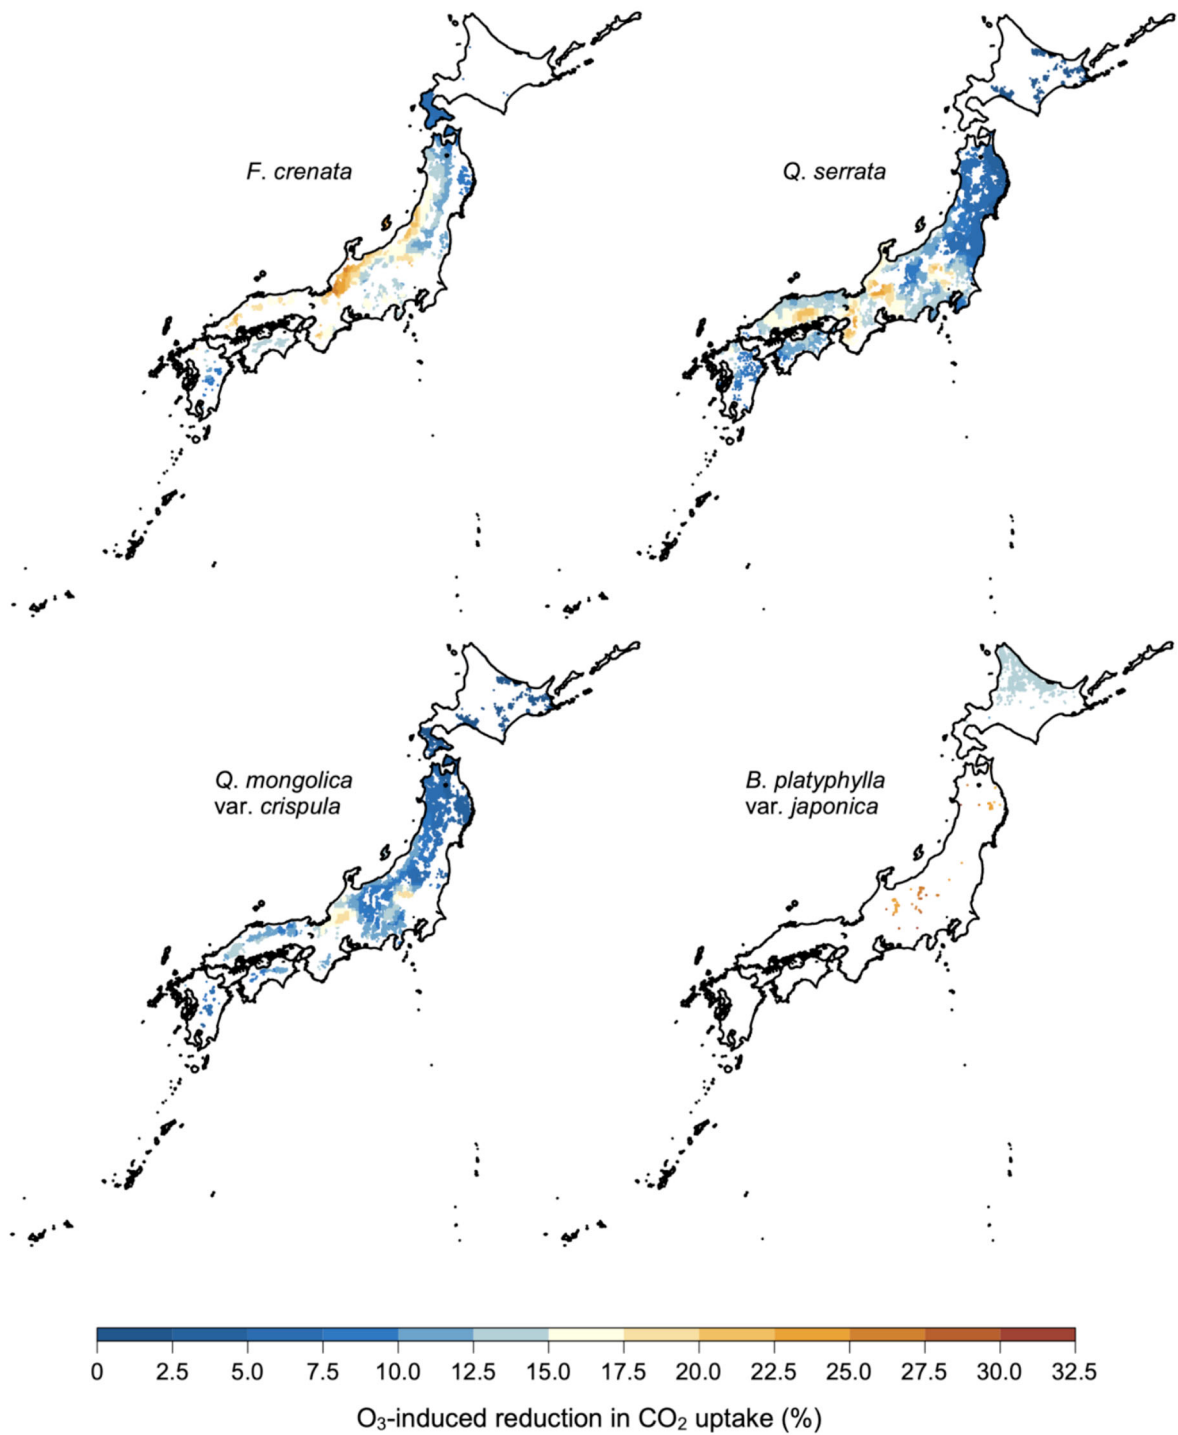 F. crenata
Q. serrata
Q. mongolica
var. crispula
B. platyphylla
var. japonica
0 2.5 5.0 7.5 10.0 12.5 15.0 17.5 20.0 22.5 25.0 27.5 30.0 32.5
O₃-induced reduction in CO₂ uptake (%)